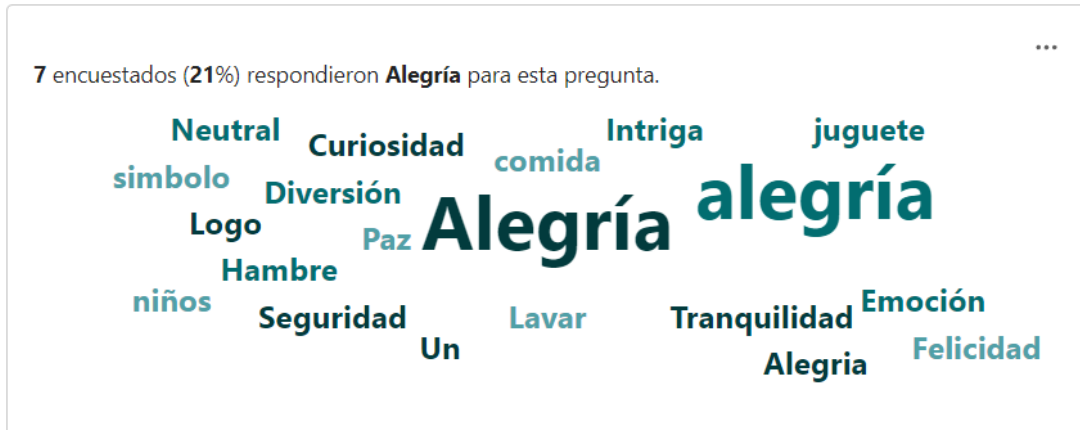 7 encuestados (21%) respondieron Alegría para esta pregunta.
Neutral
Curiosidad
Intriga
juguete
comida
simbolo
Diversión
alegría
Logo
Paz
Alegría
Hambre
niños
Seguridad
Lavar
Tranquilidad
Emoción
Un
Alegria
Felicidad